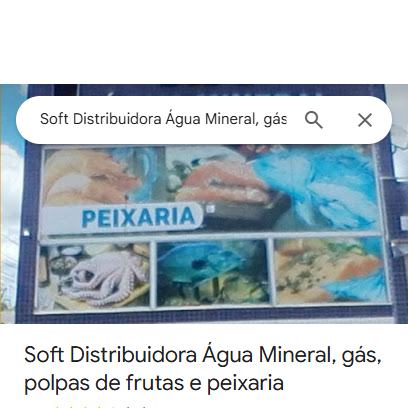 Soft Distribuidora Água Mineral, gás
PEIXARIA
Soft Distribuidora Água Mineral, gás,
polpas de frutas e peixaria